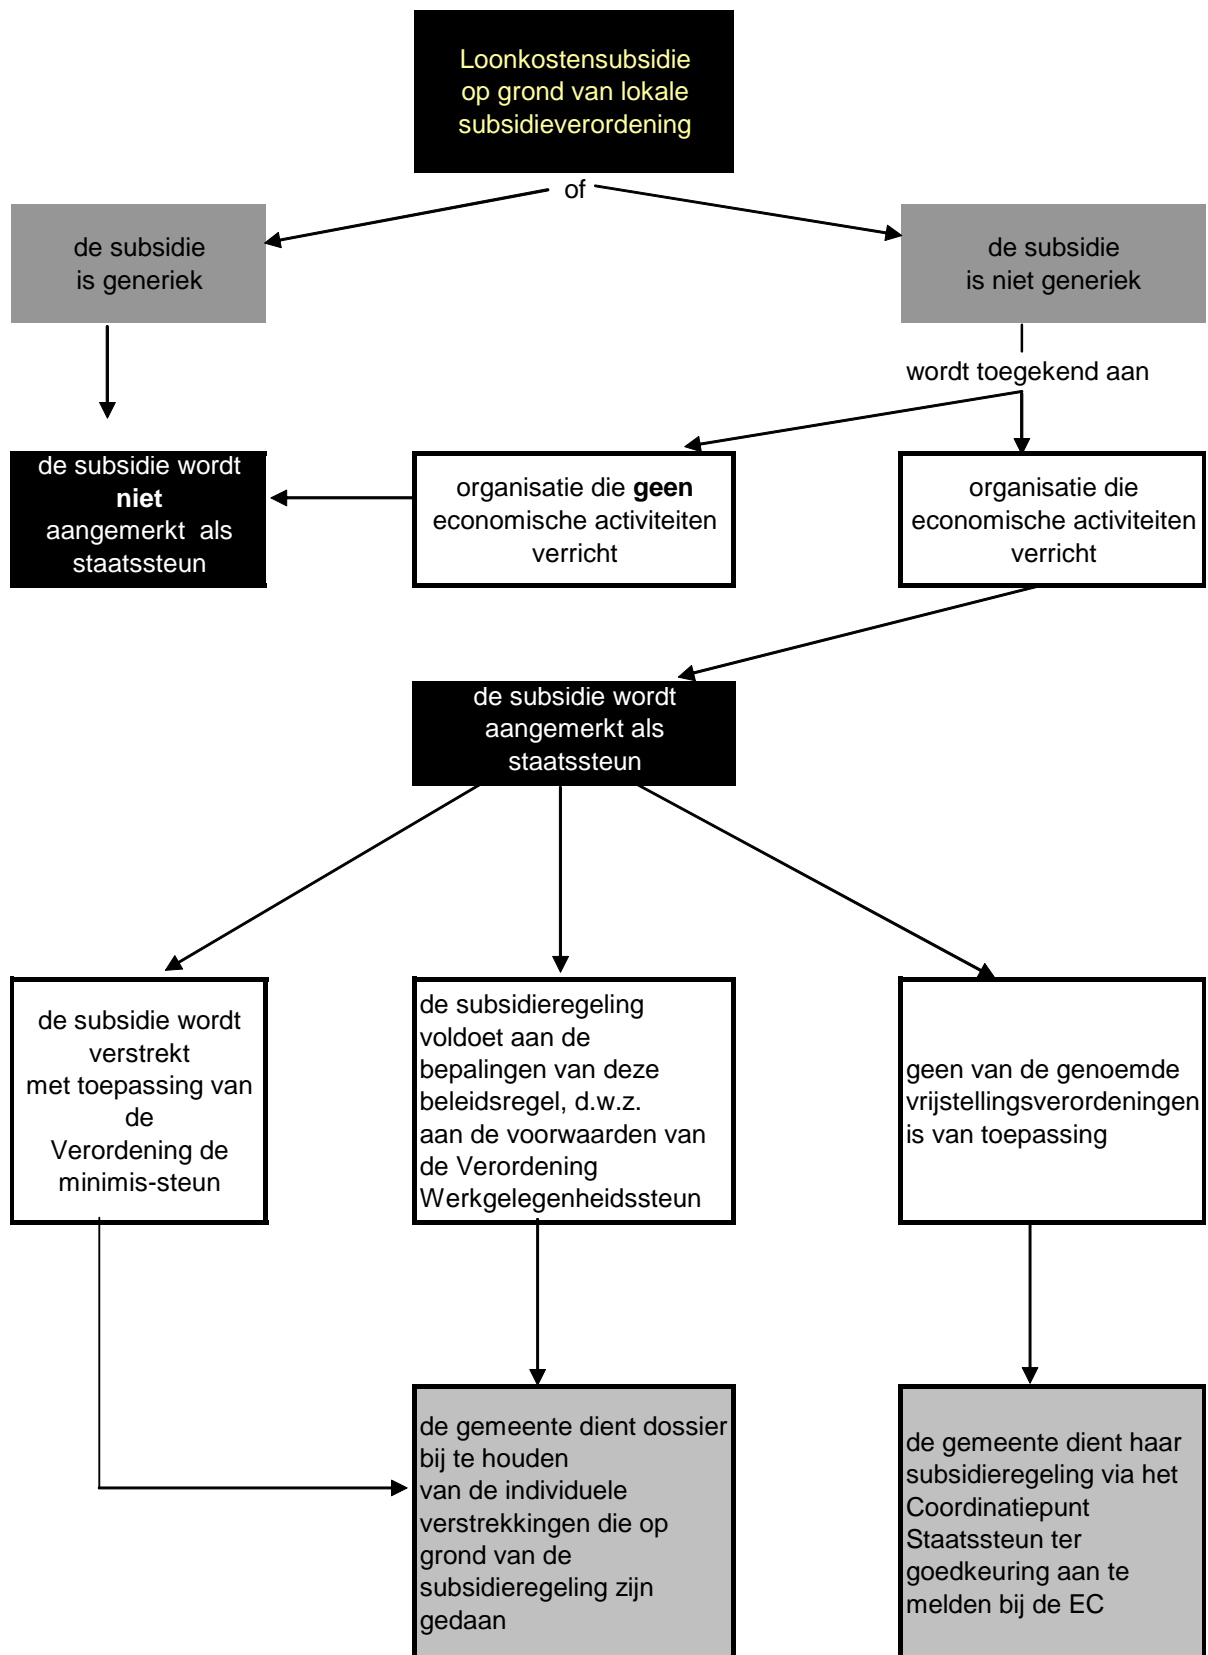 Loonkostensubsidie
op grond van lokale
subsidieverordening
of
de subsidie
is generiek
de subsidie
is niet generiek
wordt toegekend aan
de subsidie wordt
niet
aangemerkt als
staatssteun
organisatie die geen
economische activiteiten
verricht
organisatie die
economische activiteiten
verricht
de subsidie wordt
aangemerkt als
staatssteun
de subsidie wordt
verstrekt
met toepassing van
de
Verordening de
minimis-steun
de subsidieregeling
voldoet aan de
bepalingen van deze
beleidsregel, d.w.z.
aan de voorwaarden van
de Verordening
Werkgelegenheidssteun
geen van de genoemde
vrijstellingsverordeningen
is van toepassing
de gemeente dient dossier
bij te houden
van de individuele
verstrekkingen die op
grond van de
subsidieregeling zijn
gedaan
de gemeente dient haar
subsidieregeling via het
Coordinatiepunt
Staatssteun ter
goedkeuring aan te
melden bij de EC